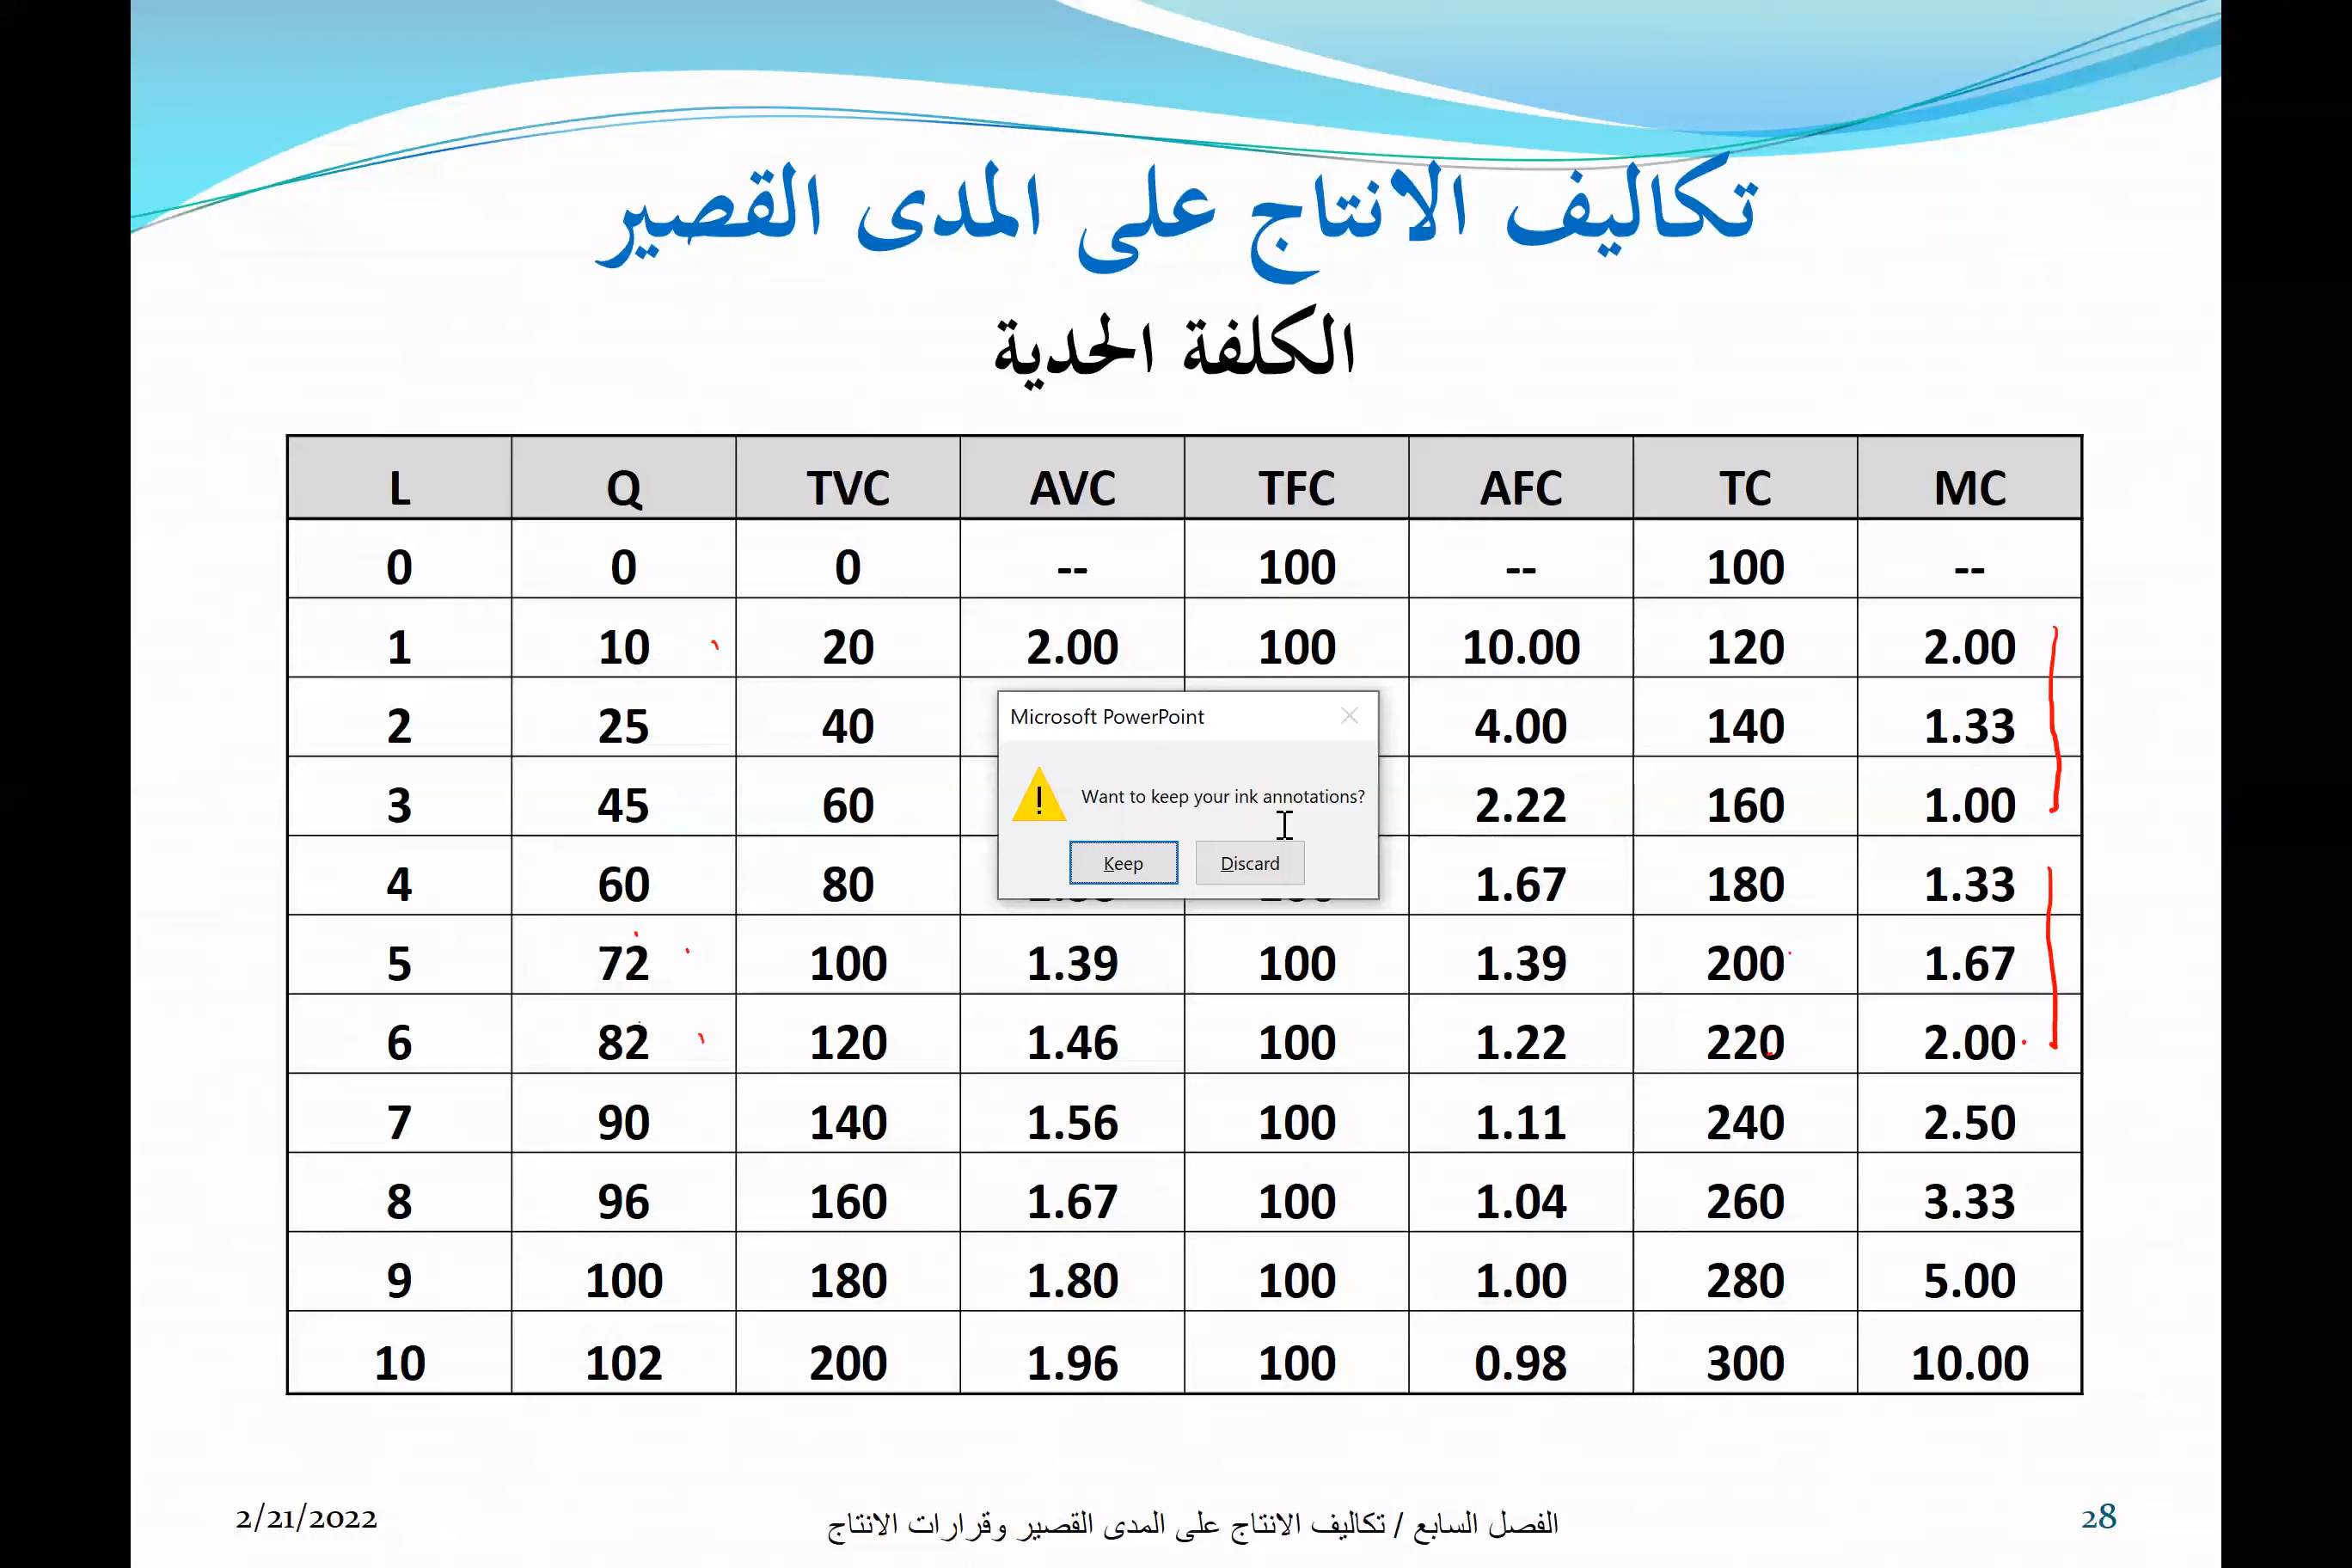 تكاليف الانتاج على المدى القصير
الكلفة الحدية
L Q TVC AVC TFC AFC TC MC
0 0 0 -- 100 -- 100 --
1 10 20 2.00 100 10.00 120 2.00
2 25 40 4.00 140 1.33
3 45 60 2.22 160 1.00
4 60 80 1.67 180 1.33
5 72 100 1.39 100 1.39 200 1.67
6 82 120 1.46 100 1.22 220 2.00
7 90 140 1.56 100 1.11 240 2.50
8 96 160 1.67 100 1.04 260 3.33
9 100 180 1.80 100 1.00 280 5.00
10 102 200 1.96 100 0.98 300 10.00
Microsoft PowerPoint
Want to keep your ink annotations?
Keep Discard
2/21/2022
الفصل السابع / تكاليف الانتاج على المدى القصير وقرارات الانتاج
28